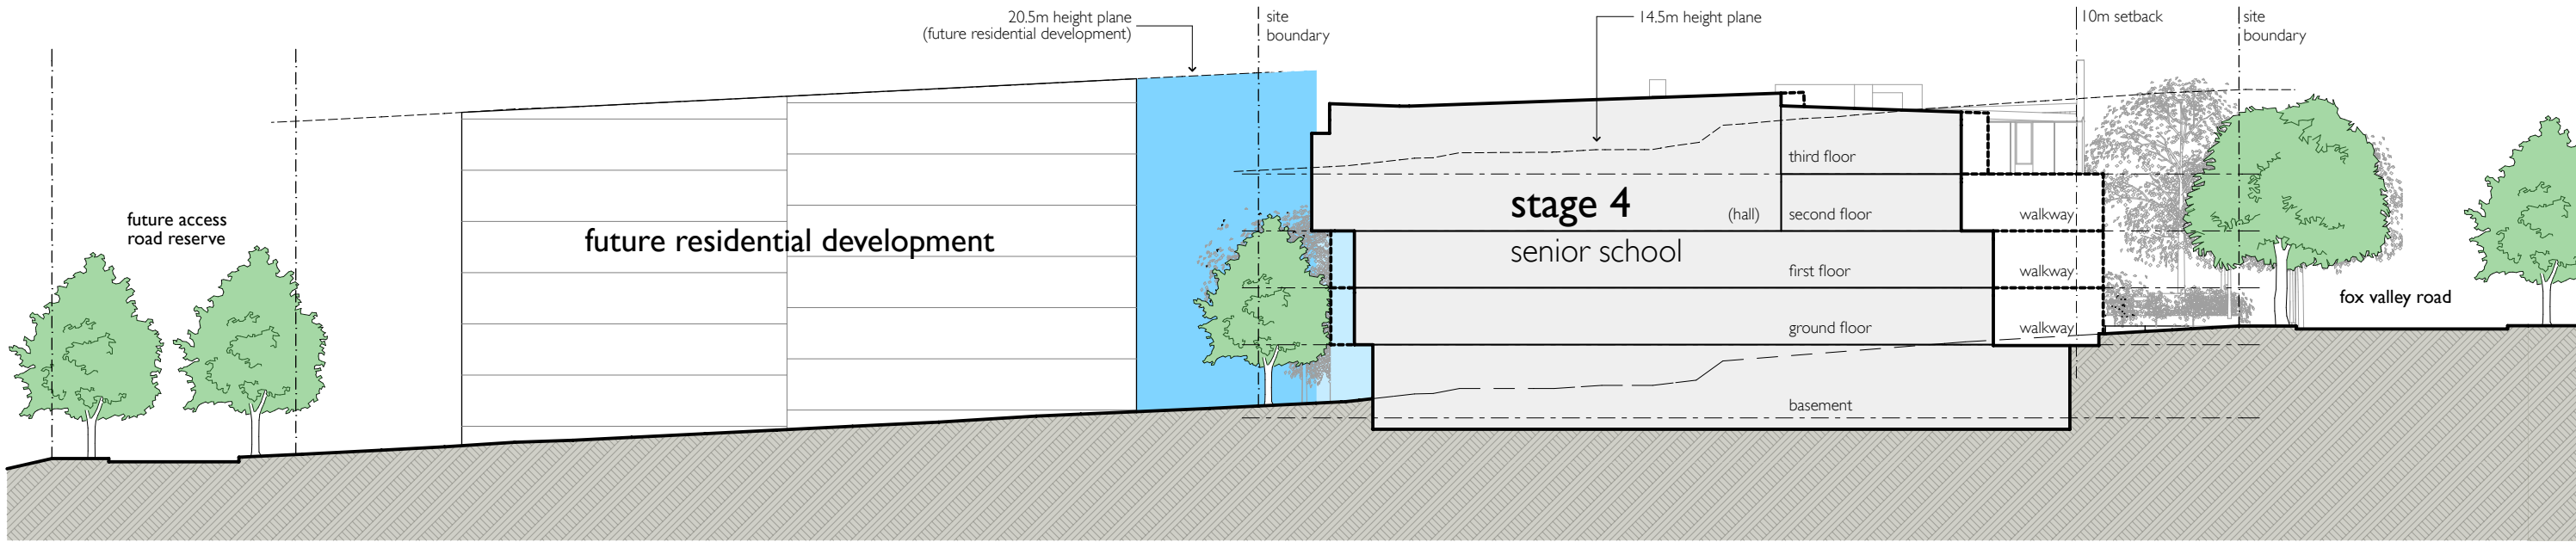 20.5m height plane
(future residential development)
site
boundary
14.5m height plane
10m setback
site
boundary
future access
road reserve
future residential development
stage 4
senior school
(hall)
third floor
second floor
first floor
ground floor
basement
walkway
walkway
walkway
fox valley road